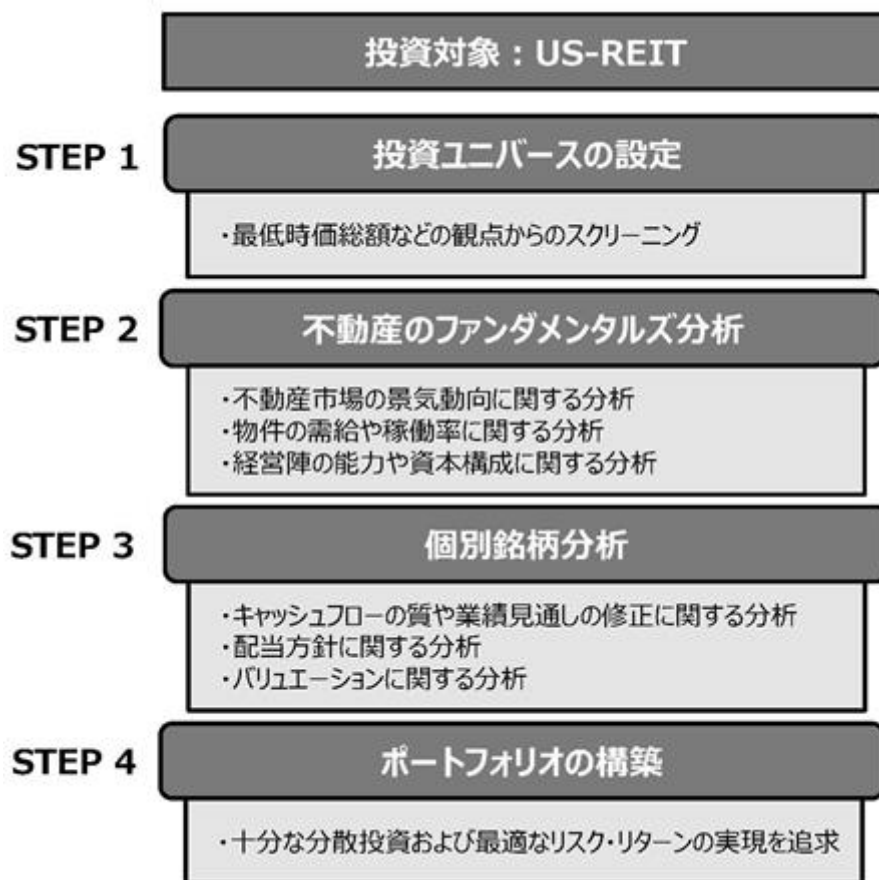 投資対象：US-REIT
STEP 1
投資ユニバースの設定
・最低時価総額などの観点からのスクリーニング
STEP 2
不動産のファンダメンタルズ分析
・不動産市場の景気動向に関する分析
・物件の需給や稼働率に関する分析
・経営陣の能力や資本構成に関する分析
STEP 3
個別銘柄分析
・キャッシュフローの質や業績見通しの修正に関する分析
・配当方針に関する分析
・バリュエーションに関する分析
STEP 4
ポートフォリオの構築
・十分な分散投資および最適なリスク・リターンの実現を追求